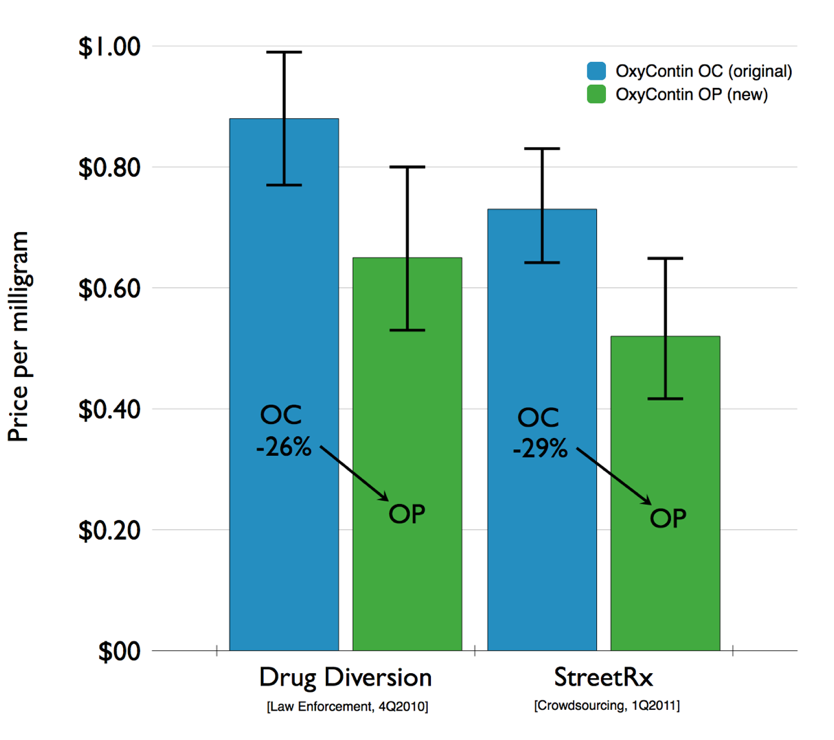 $1.00
OxyContin OC (original)
OxyContin OP (new)
$0.80
$0.60
Price per milligram
$0.40
OC
-26%
OP
OC
-29%
OP
$0.20
$00
Drug Diversion
[Law Enforcement, 4Q2010]
StreetRx
[Crowdsourcing, 1Q2011]